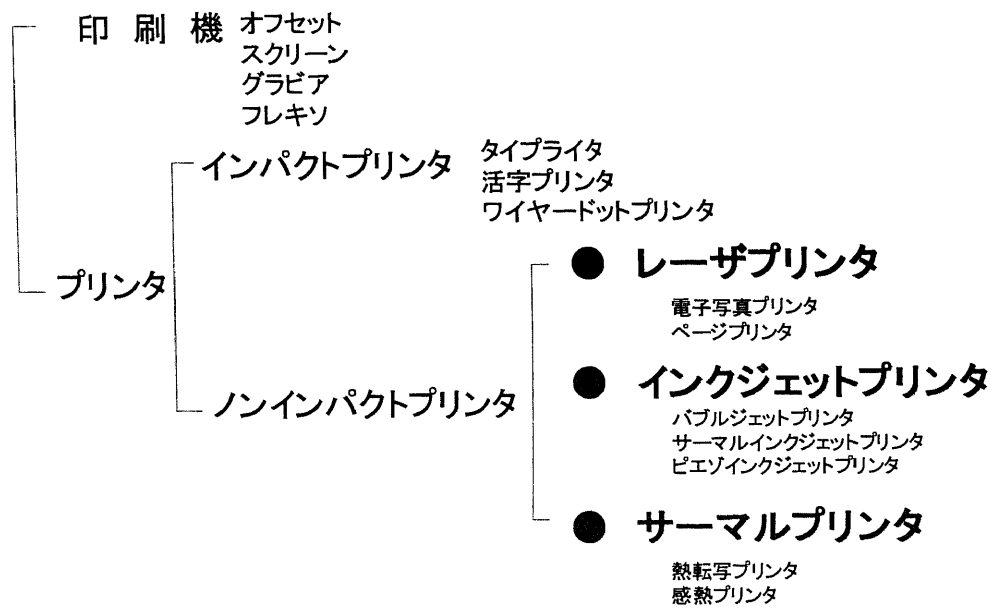 印 刷 機 オフセット
スクリーン
グラビア
フレキソ
インパクトプリンタ タイプライタ
活字プリンタ
ワイヤードットプリンタ
プリンタ
ノンインパクトプリンタ
● レーザプリンタ
電子写真プリンタ
ページプリンタ
● インクジェットプリンタ
バブルジェットプリンタ
サーマルインクジェットプリンタ
ピエゾインクジェットプリンタ
● サーマルプリンタ
熱転写プリンタ
感熱プリンタ